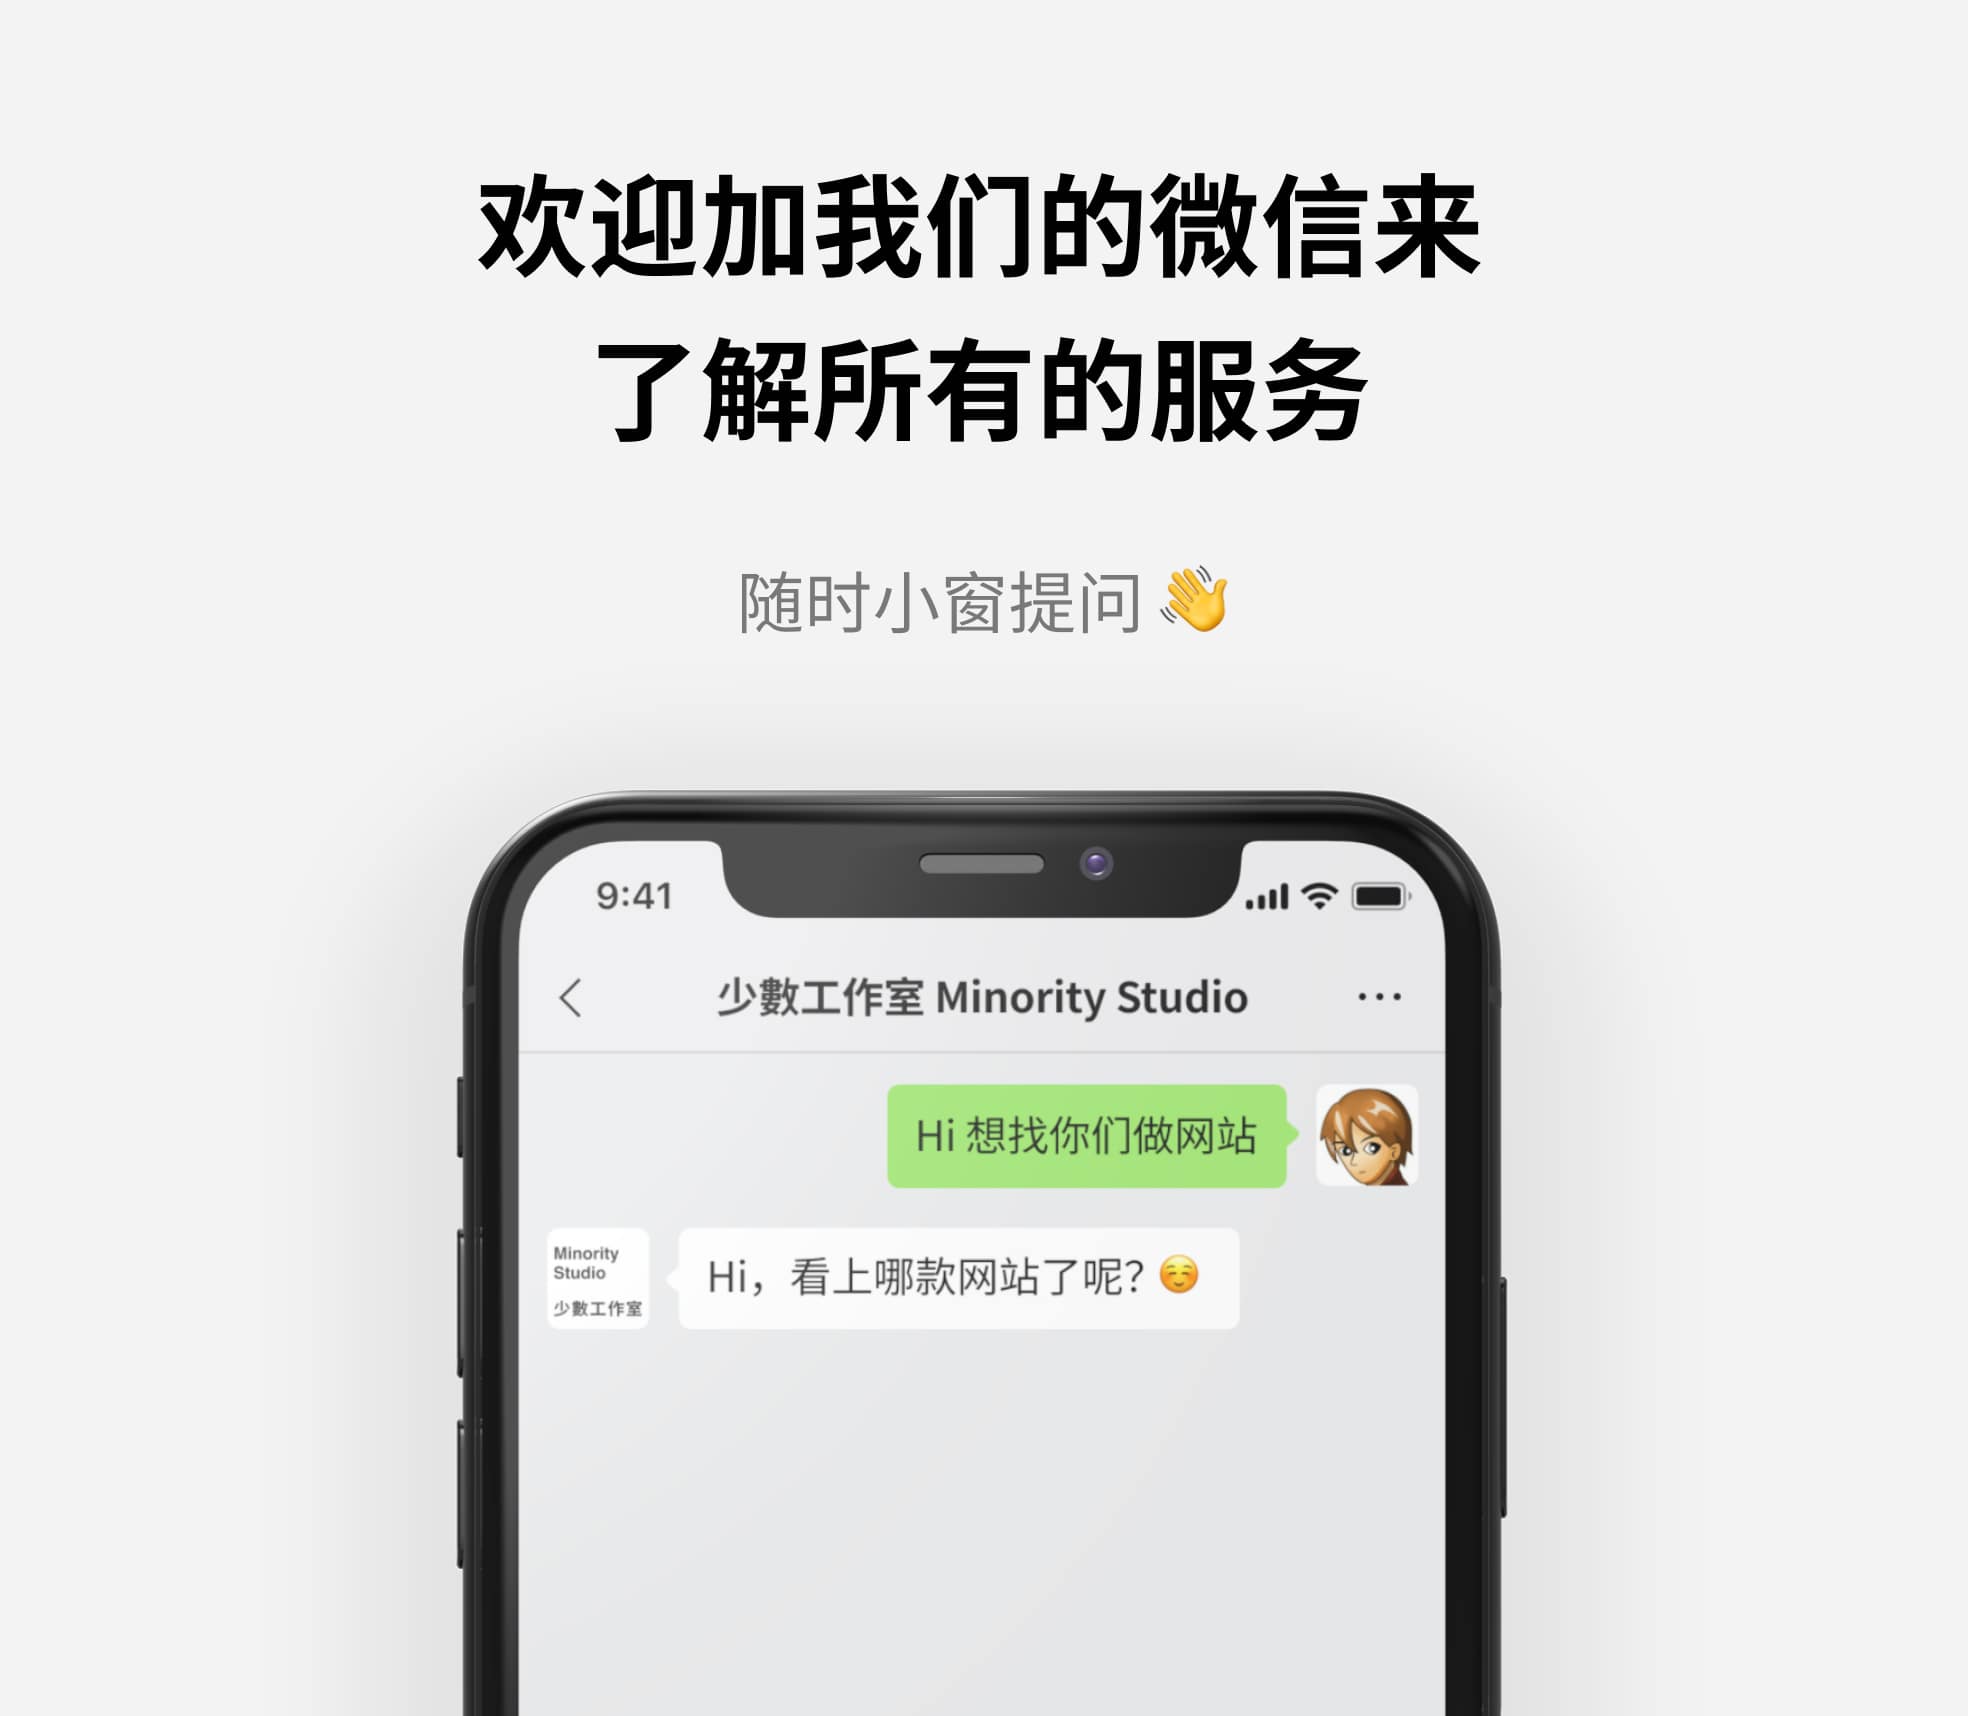 欢迎加我们的微信来
了解所有的服务
随时小窗提问 👋
9:41
少數工作室 Minority Studio
Hi 想找你们做网站
Minority
Studio
少數工作室
Hi，看上哪款网站了呢？☺️